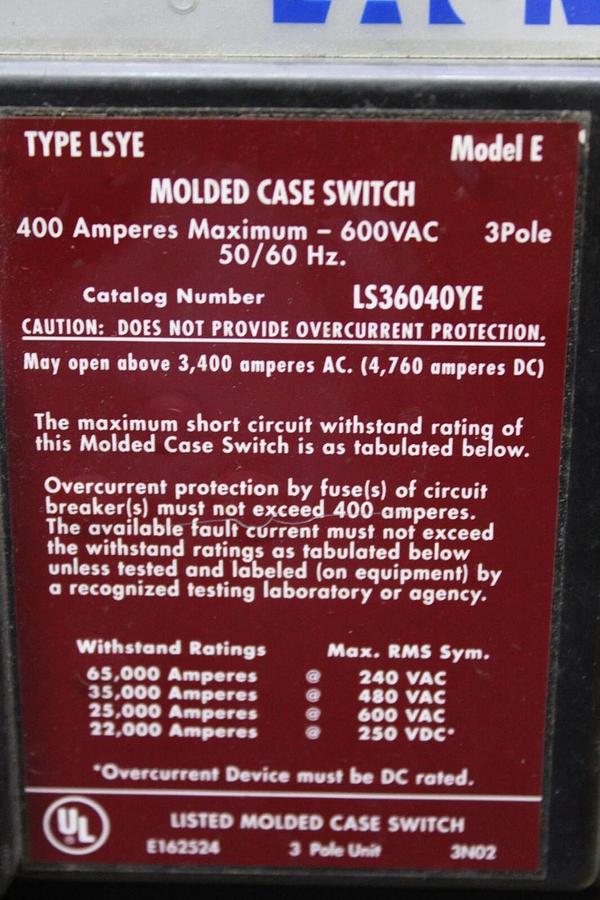 TYPE LSYE Model E
MOLDED CASE SWITCH
400 Amperes Maximum – 600VAC 3Pole
50/60 Hz.
Catalog Number LS36040YE
CAUTION: DOES NOT PROVIDE OVERCURRENT PROTECTION.
May open above 3,400 amperes AC. (4,760 amperes DC)
The maximum short circuit withstand rating of
this Molded Case Switch is as tabulated below.
Overcurrent protection by fuse(s) of circuit
breaker(s) must not exceed 400 amperes.
The available fault current must not exceed
the withstand ratings as tabulated below
unless tested and labeled (on equipment) by
a recognized testing laboratory or agency.
Withstand Ratings Max. RMS Sym.
65,000 Amperes @ 240 VAC
35,000 Amperes @ 480 VAC
25,000 Amperes @ 600 VAC
22,000 Amperes @ 250 VDC*
*Overcurrent Device must be DC rated.
UL® LISTED MOLDED CASE SWITCH
E162524 3 Pole Unit 3N02